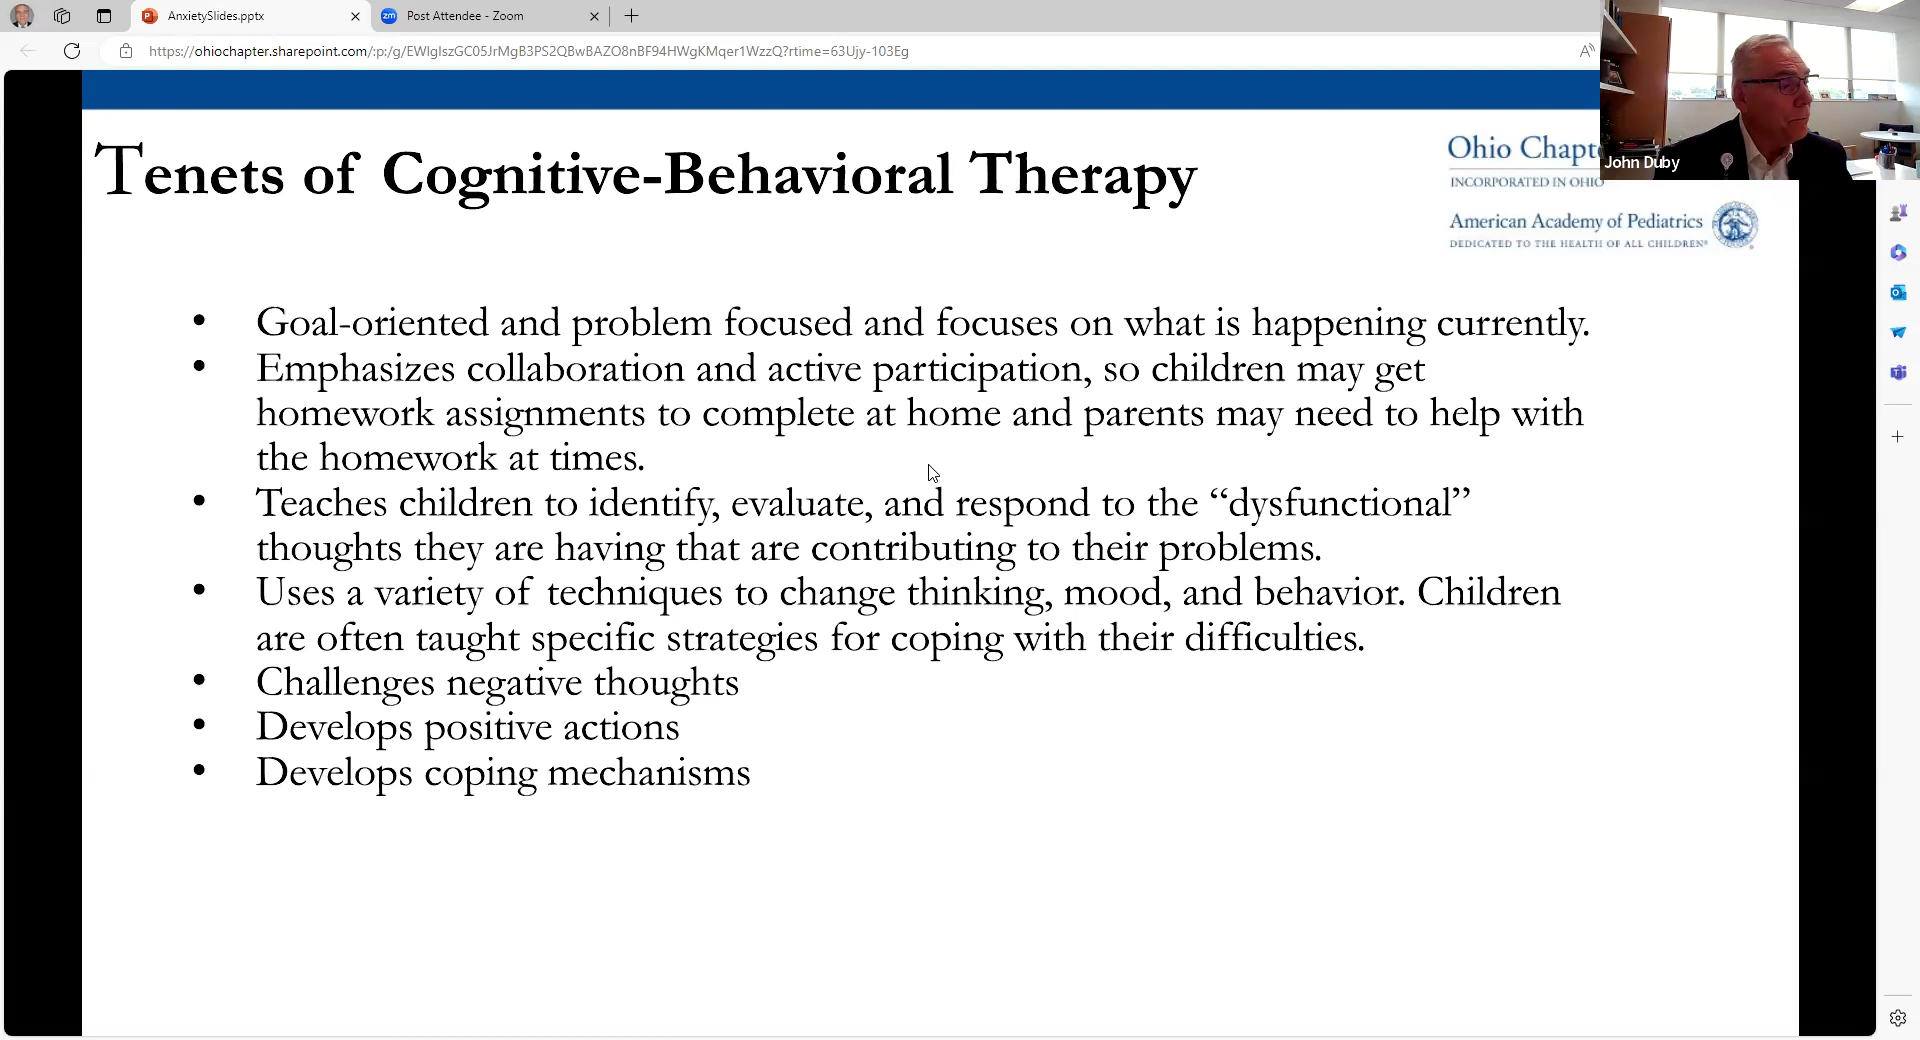 AnxietySlides.pptx
Post Attendee - Zoom
https://ohiochapter.sharepoint.com/:p:/g/EWIgIszGC05JrMgB3PS2QBwBAZO8nBF94HWgKMqer1WzzQ?rtime=63Ujy-103Eg
John Duby
Tenets of Cognitive-Behavioral Therapy
Ohio Chapt
INCORPORATED IN OHIO
American Academy of Pediatrics
DEDICATED TO THE HEALTH OF ALL CHILDREN®
• Goal-oriented and problem focused and focuses on what is happening currently.
• Emphasizes collaboration and active participation, so children may get
homework assignments to complete at home and parents may need to help with
the homework at times.
• Teaches children to identify, evaluate, and respond to the “dysfunctional”
thoughts they are having that are contributing to their problems.
• Uses a variety of techniques to change thinking, mood, and behavior. Children
are often taught specific strategies for coping with their difficulties.
• Challenges negative thoughts
• Develops positive actions
• Develops coping mechanisms